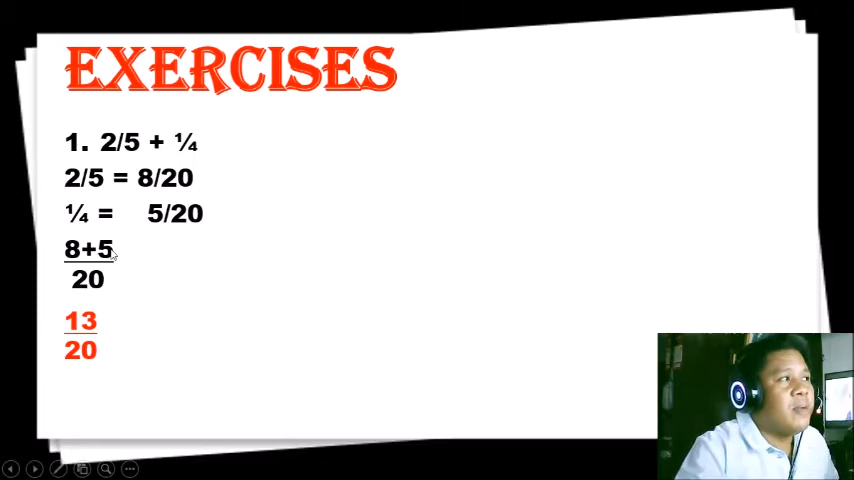 EXERCISES
1. 2/5 + ¼
2/5 = 8/20
¼ = 5/20
8+5
20
13
20